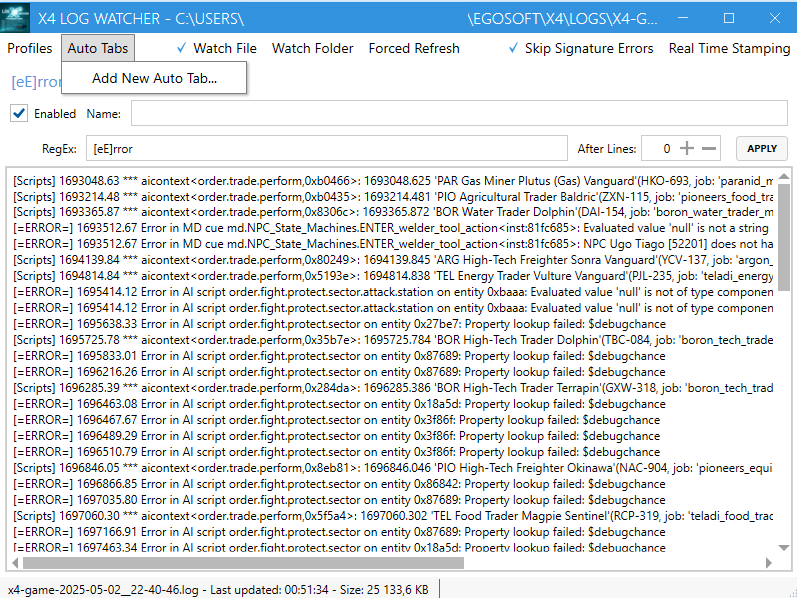 X4 LOG WATCHER - C:\USERS\ \EGOSOFT\X4\LOGS\X4-G...
Profiles Auto Tabs ✓ Watch File Watch Folder Forced Refresh ✓ Skip Signature Errors Real Time Stamping
Add New Auto Tab...
[eE]rror
Enabled Name:
RegEx: [eE]rror After Lines: 0 APPLY
[Scripts] 1693048.63 *** aicontext<order.trade.perform,0xb0466>: 1693048.625 'PAR Gas Miner Plutus (Gas) Vanguard'(HKO-693, job: 'paranid_m
[Scripts] 1693214.48 *** aicontext<order.trade.perform,0xb0435>: 1693214.481 'PIO Agricultural Trader Baldric'(ZXN-115, job: 'pioneers_food_tra
[Scripts] 1693365.87 *** aicontext<order.trade.perform,0x8306c>: 1693365.872 'BOR Water Trader Dolphin'(DAI-154, job: 'boron_water_trader_m
[=ERROR=] 1693512.67 Error in MD cue md.NPC_State_Machines.ENTER_welder_tool_action<inst:81fc685>: Evaluated value 'null' is not a string
[=ERROR=] 1693512.67 Error in MD cue md.NPC_State_Machines.ENTER_welder_tool_action<inst:81fc685>: NPC Ugo Tiago [52201] does not ha
[Scripts] 1694139.84 *** aicontext<order.trade.perform,0x80249>: 1694139.845 'ARG High-Tech Freighter Sonra Vanguard'(YCV-137, job: 'argon_
[Scripts] 1694814.84 *** aicontext<order.trade.perform,0x5193e>: 1694814.838 'TEL Energy Trader Vulture Vanguard'(PJL-235, job: 'teladi_energy
[=ERROR=] 1695414.12 Error in AI script order.fight.protect.sector.attack.station on entity 0xbaaa: Evaluated value 'null' is not of type component
[=ERROR=] 1695414.12 Error in AI script order.fight.protect.sector.attack.station on entity 0xbaaa: Evaluated value 'null' is not of type component
[=ERROR=] 1695638.33 Error in AI script order.fight.protect.sector on entity 0x27be7: Property lookup failed: $debugchance
[Scripts] 1695725.78 *** aicontext<order.trade.perform,0x35b7e>: 1695725.784 'BOR High-Tech Trader Dolphin'(TBC-084, job: 'boron_tech_trade
[=ERROR=] 1695833.01 Error in AI script order.fight.protect.sector on entity 0x87689: Property lookup failed: $debugchance
[=ERROR=] 1696216.26 Error in AI script order.fight.protect.sector on entity 0x87689: Property lookup failed: $debugchance
[Scripts] 1696285.39 *** aicontext<order.trade.perform,0x284da>: 1696285.386 'BOR High-Tech Trader Terrapin'(GXW-318, job: 'boron_tech_trad
[=ERROR=] 1696463.08 Error in AI script order.fight.protect.sector on entity 0x18a5d: Property lookup failed: $debugchance
[=ERROR=] 1696467.67 Error in AI script order.fight.protect.sector on entity 0x3f86f: Property lookup failed: $debugchance
[=ERROR=] 1696489.29 Error in AI script order.fight.protect.sector on entity 0x3f86f: Property lookup failed: $debugchance
[=ERROR=] 1696510.79 Error in AI script order.fight.protect.sector on entity 0x3f86f: Property lookup failed: $debugchance
[Scripts] 1696846.05 *** aicontext<order.trade.perform,0x8eb81>: 1696846.046 'PIO High-Tech Freighter Okinawa'(NAC-904, job: 'pioneers_equi
[=ERROR=] 1696866.85 Error in AI script order.fight.protect.sector on entity 0x86842: Property lookup failed: $debugchance
[=ERROR=] 1697035.80 Error in AI script order.fight.protect.sector on entity 0x87689: Property lookup failed: $debugchance
[Scripts] 1697060.30 *** aicontext<order.trade.perform,0x5f5a4>: 1697060.302 'TEL Food Trader Magpie Sentinel'(RCP-319, job: 'teladi_food_trac
[=ERROR=] 1697166.91 Error in AI script order.fight.protect.sector on entity 0x87689: Property lookup failed: $debugchance
[=ERROR=] 1697463.34 Error in AI script order.fight.protect.sector on entity 0x18a5d: Property lookup failed: $debugchance
x4-game-2025-05-02__22-40-46.log - Last updated: 00:51:34 - Size: 25 133,6 KB